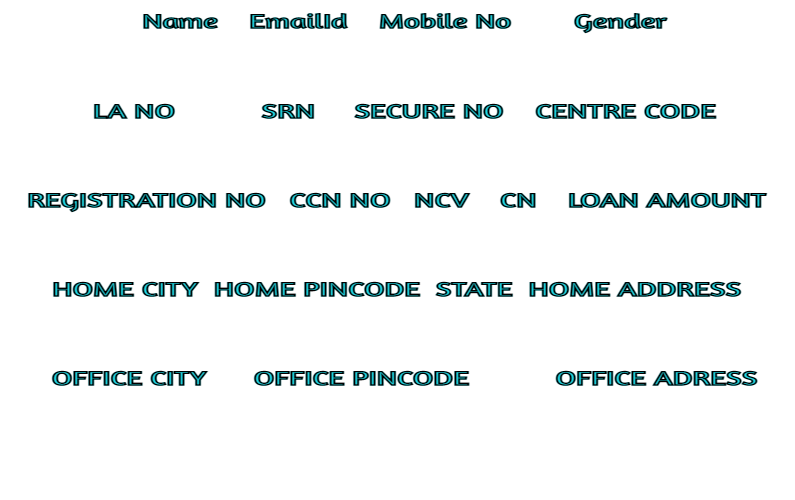 Name EmailId Mobile No Gender
LA NO SRN SECURE NO CENTRE CODE
REGISTRATION NO CCN NO NCV CN LOAN AMOUNT
HOME CITY HOME PINCODE STATE HOME ADDRESS
OFFICE CITY OFFICE PINCODE OFFICE ADRESS